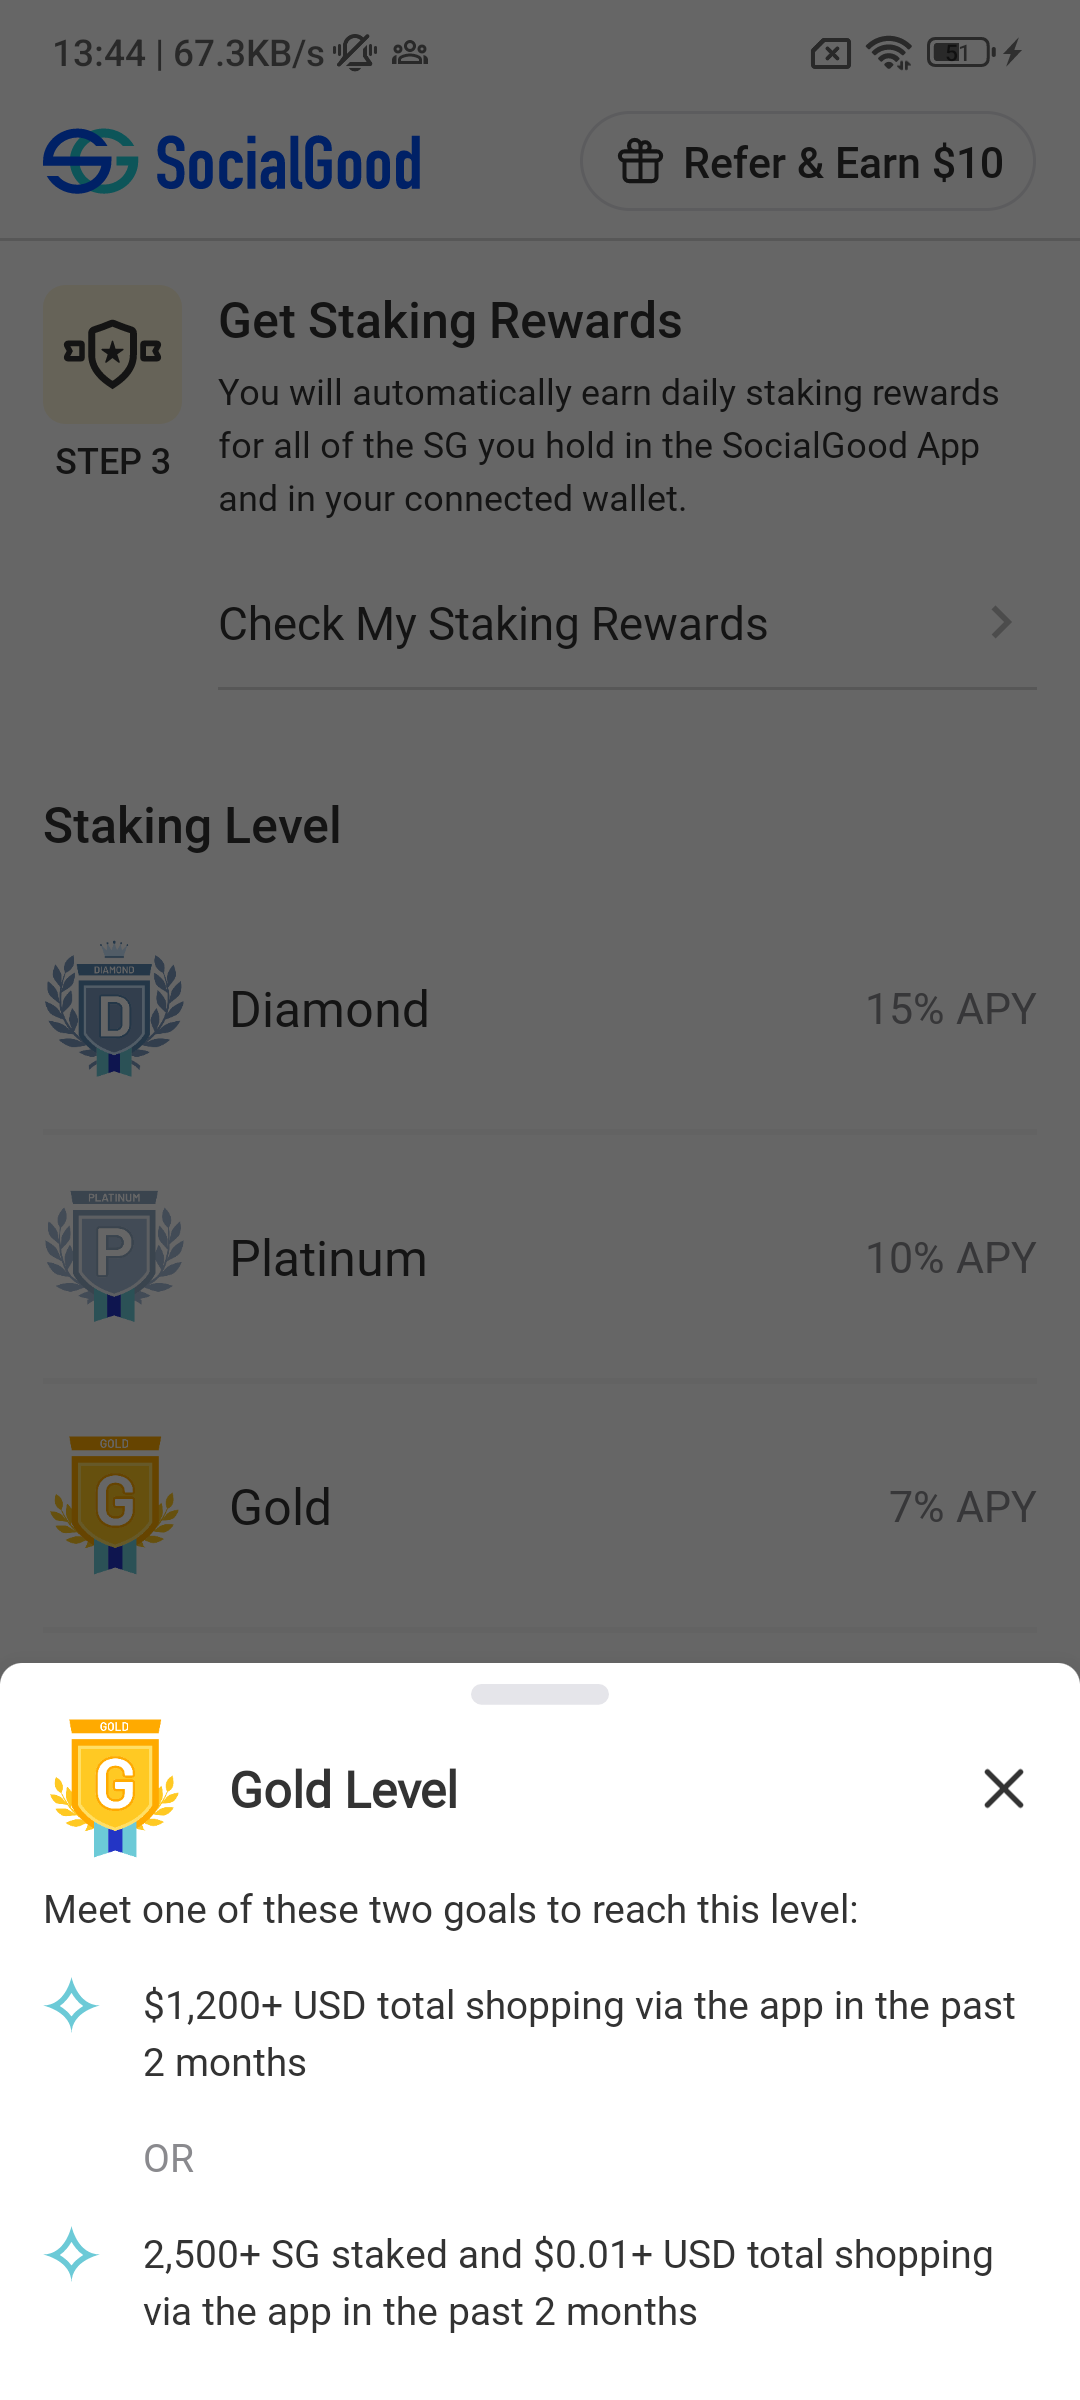 13:44 | 67.3KB/s
51
SocialGood
Refer & Earn $10
Get Staking Rewards
You will automatically earn daily staking rewards
for all of the SG you hold in the SocialGood App
and in your connected wallet.
STEP 3
Check My Staking Rewards
Staking Level
DIAMOND
D
Diamond
15% APY
PLATINUM
P
Platinum
10% APY
GOLD
G
Gold
7% APY
GOLD
G
Gold Level
Meet one of these two goals to reach this level:
$1,200+ USD total shopping via the app in the past
2 months
OR
2,500+ SG staked and $0.01+ USD total shopping
via the app in the past 2 months